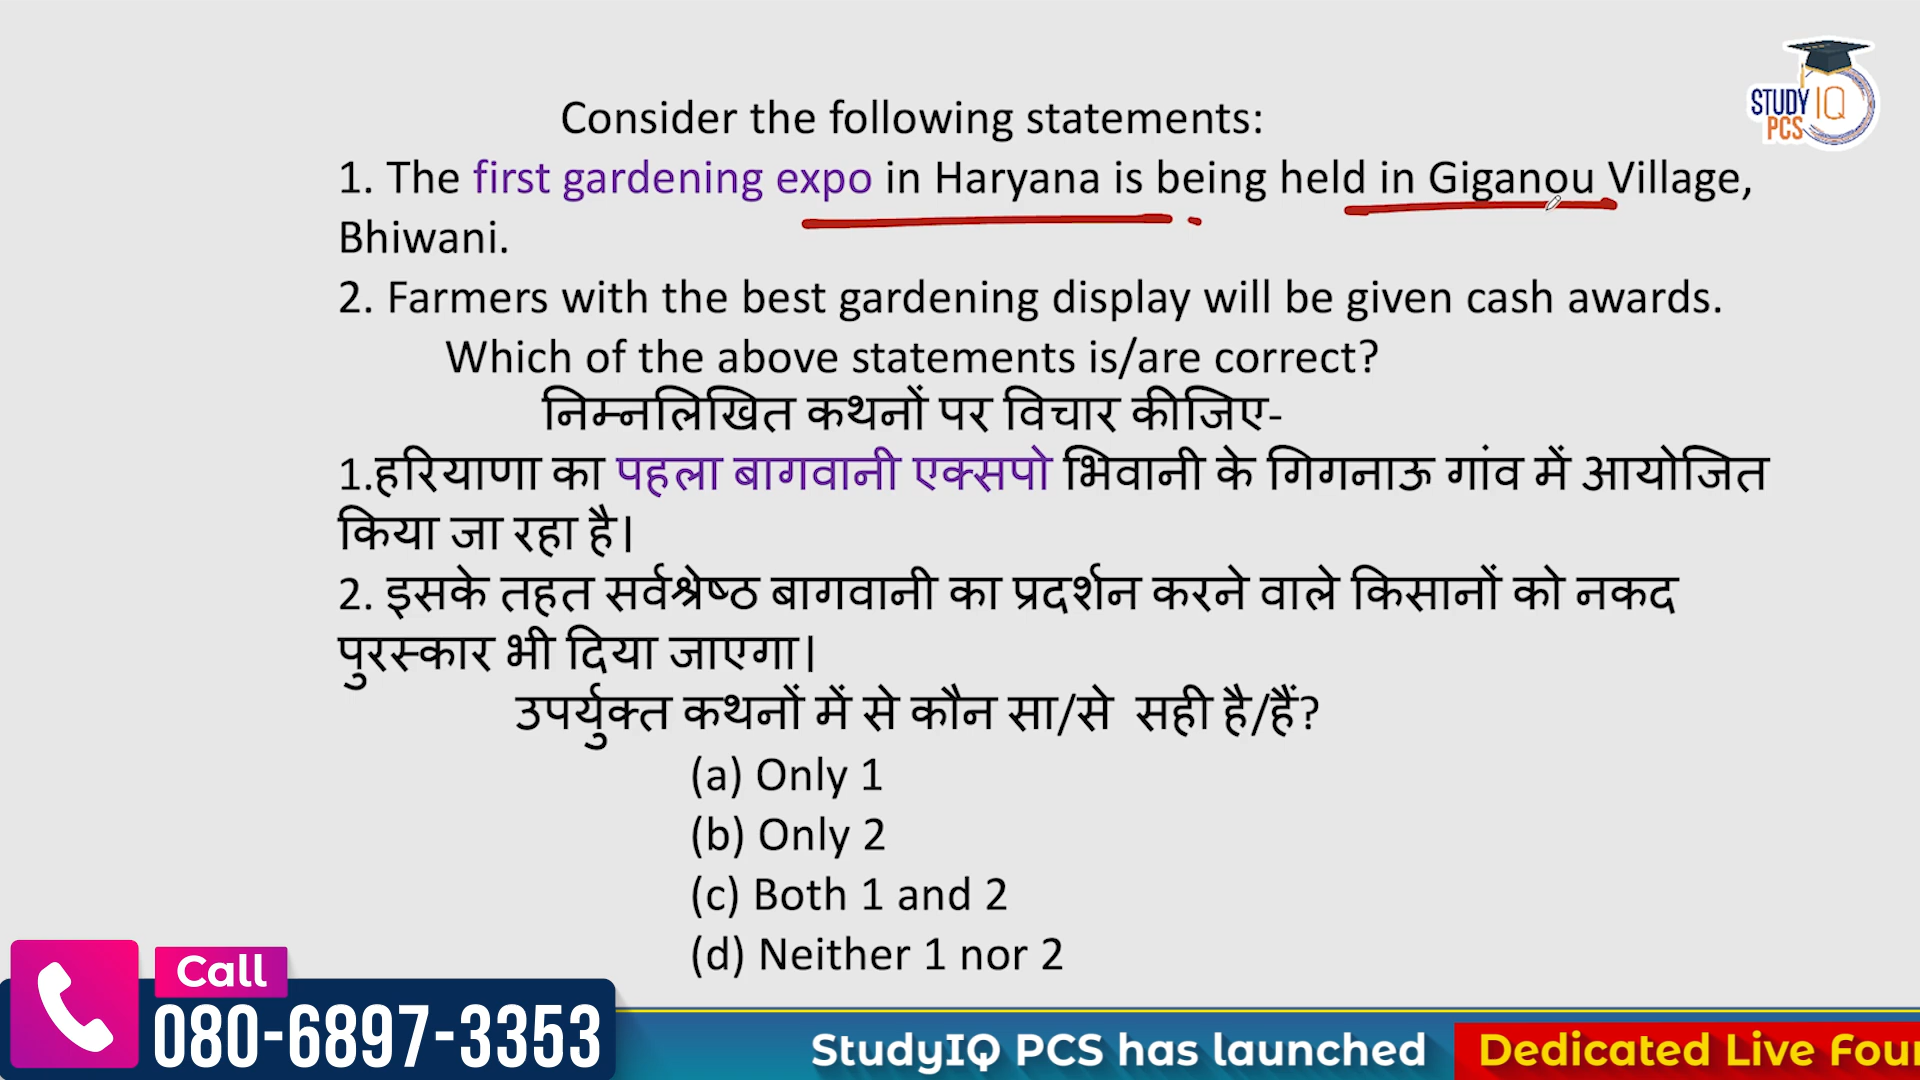 STUDY IQ
PCS
Consider the following statements:
1. The first gardening expo in Haryana is being held in Giganou Village,
Bhiwani.
2. Farmers with the best gardening display will be given cash awards.
Which of the above statements is/are correct?
निम्नलिखित कथनों पर विचार कीजिए-
1.हरियाणा का पहला बागवानी एक्सपो भिवानी के गिगनाऊ गांव में आयोजित
किया जा रहा है।
2. इसके तहत सर्वश्रेष्ठ बागवानी का प्रदर्शन करने वाले किसानों को नकद
पुरस्कार भी दिया जाएगा।
उपर्युक्त कथनों में से कौन सा/से सही है/हैं?
(a) Only 1
(b) Only 2
(c) Both 1 and 2
(d) Neither 1 nor 2
Call
080-6897-3353
StudyIQ PCS has launched Dedicated Live Four